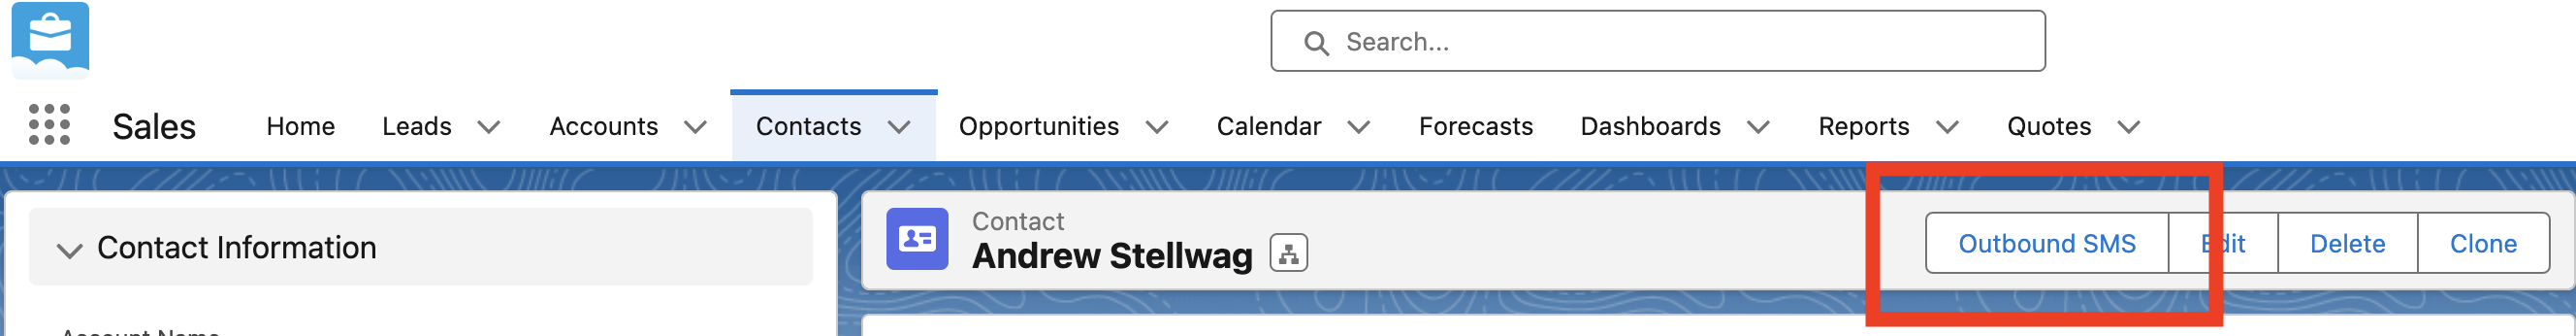 Search...
Sales Home Leads Accounts Contacts Opportunities Calendar Forecasts Dashboards Reports Quotes
Contact Information
Contact
Andrew Stellwag
Outbound SMS Edit Delete Clone
Account Name